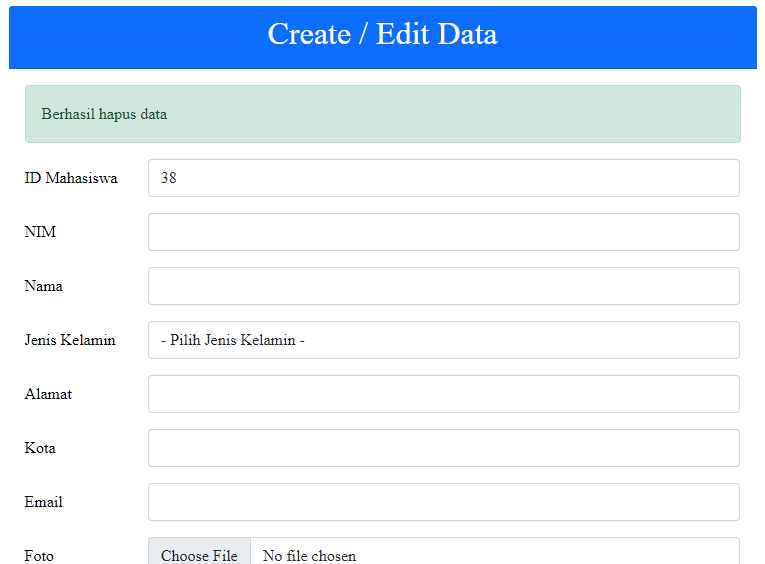 Create / Edit Data
Berhasil hapus data
ID Mahasiswa 38
NIM
Nama
Jenis Kelamin - Pilih Jenis Kelamin -
Alamat
Kota
Email
Foto Choose File No file chosen